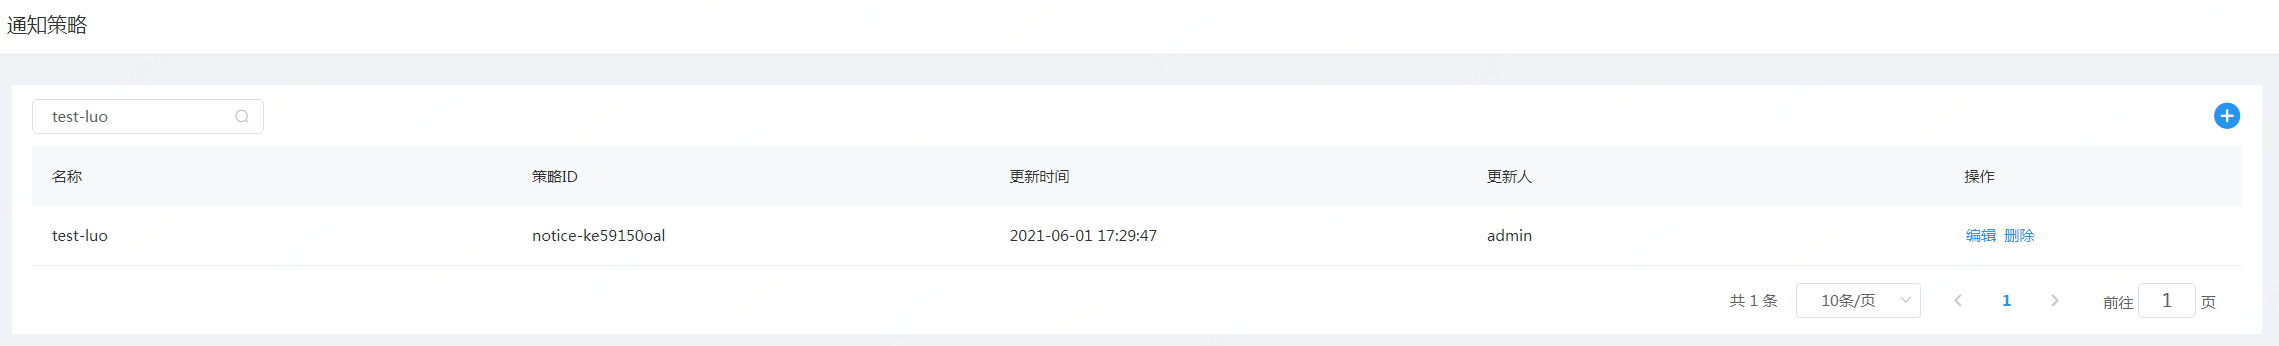 通知策略
test-luo
名称 策略ID 更新时间 更新人 操作
test-luo notice-ke59150oal 2021-06-01 17:29:47 admin 编辑 删除
共 1 条 10条/页 1 前往 1 页